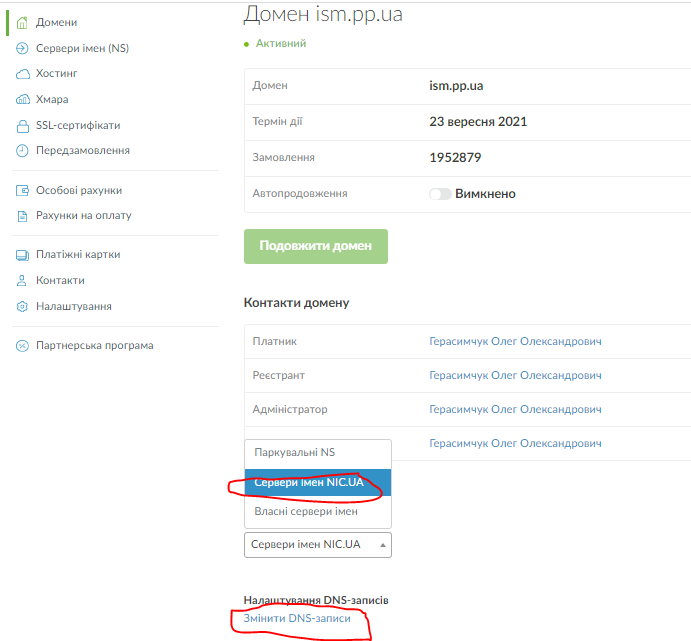 Домени
Сервери імен (NS)
Хостинг
Хмара
SSL-сертифікати
Передзамовлення
Особові рахунки
Рахунки на оплату
Платіжні картки
Контакти
Налаштування
Партнерська програма
Домен ism.pp.ua
Активний
Домен ism.pp.ua
Термін дії 23 вересня 2021
Замовлення 1952879
Автопродовження Вимкнено
Подовжити домен
Контакти домену
Платник Герасимчук Олег Олександрович
Реєстрант Герасимчук Олег Олександрович
Адміністратор Герасимчук Олег Олександрович
Герасимчук Олег Олександрович
Паркувальні NS
Сервери імен NIC.UA
Власні сервери імен
Сервери імен NIC.UA
Налаштування DNS-записів
Змінити DNS-записи